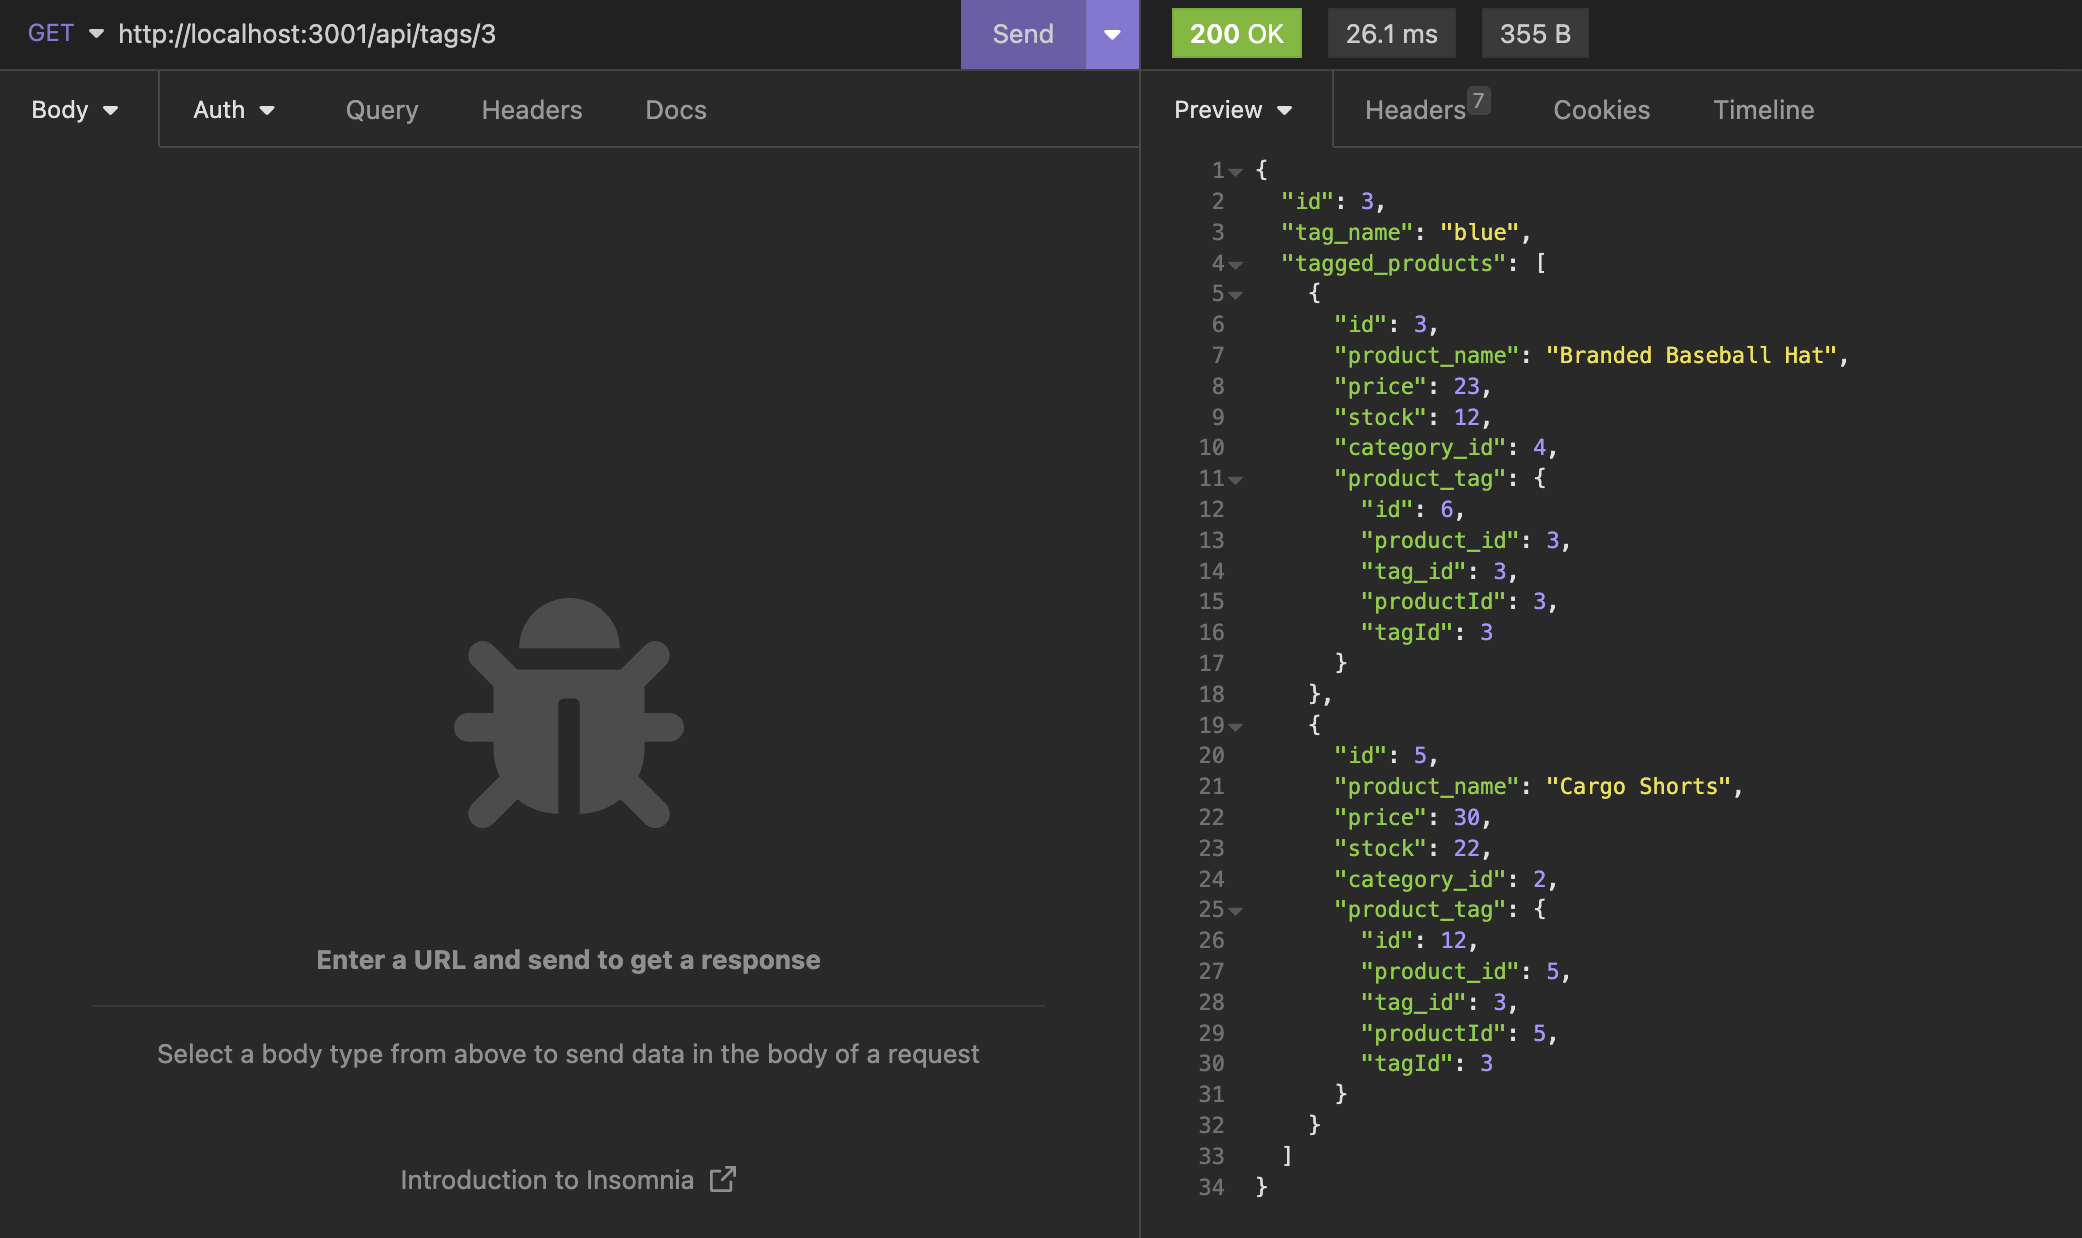 GET http://localhost:3001/api/tags/3 Send
200 OK 26.1 ms 355 B
Body Auth Query Headers Docs
Preview Headers 7 Cookies Timeline
Enter a URL and send to get a response
Select a body type from above to send data in the body of a request
Introduction to Insomnia
1 {
2 "id": 3,
3 "tag_name": "blue",
4 "tagged_products": [
5 {
6 "id": 3,
7 "product_name": "Branded Baseball Hat",
8 "price": 23,
9 "stock": 12,
10 "category_id": 4,
11 "product_tag": {
12 "id": 6,
13 "product_id": 3,
14 "tag_id": 3,
15 "productId": 3,
16 "tagId": 3
17 }
18 },
19 {
20 "id": 5,
21 "product_name": "Cargo Shorts",
22 "price": 30,
23 "stock": 22,
24 "category_id": 2,
25 "product_tag": {
26 "id": 12,
27 "product_id": 5,
28 "tag_id": 3,
29 "productId": 5,
30 "tagId": 3
31 }
32 }
33 ]
34 }